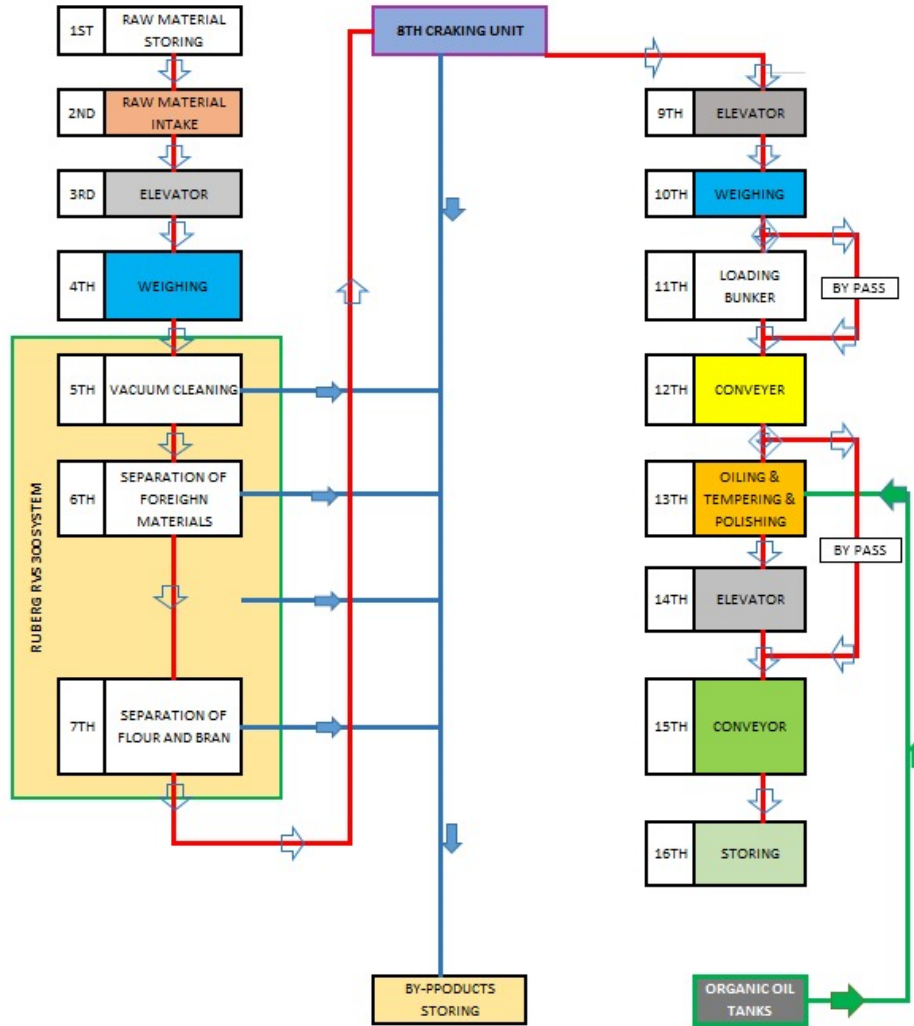 1ST
RAW MATERIAL
STORING
2ND
RAW MATERIAL
INTAKE
3RD
ELEVATOR
4TH
WEIGHING
RUBERG RVS 300 SYSTEM
5TH
VACUUM CLEANING
6TH
SEPARATION OF
FOREIGHN
MATERIALS
7TH
SEPARATION OF
FLOUR AND BRAN
8TH CRAKING UNIT
BY-PPODUCTS
STORING
9TH
ELEVATOR
10TH
WEIGHING
11TH
LOADING
BUNKER
BY PASS
12TH
CONVEYER
13TH
OILING &
TEMPERING &
POLISHING
BY PASS
14TH
ELEVATOR
15TH
CONVEYOR
16TH
STORING
ORGANIC OIL
TANKS